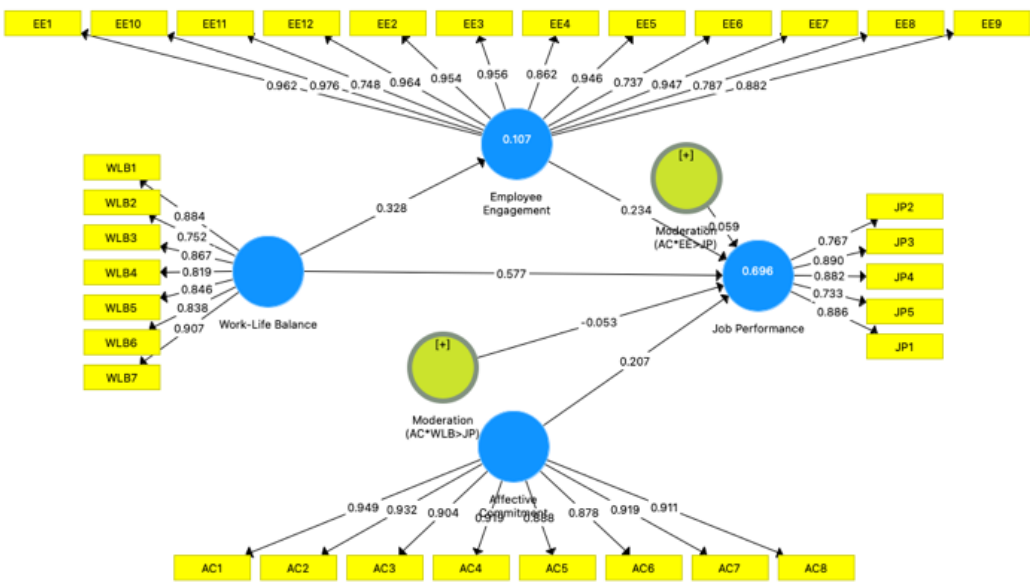 EE1 EE10 EE11 EE12 EE2 EE3 EE4 EE5 EE6 EE7 EE8 EE9
0.962 0.976 0.748 0.964 0.954 0.956 0.862 0.946 0.737 0.947 0.787 0.882
0.107
Employee
Engagement
WLB1
WLB2
WLB3
WLB4
WLB5
WLB6
WLB7
0.884
0.752
0.867
0.819
0.846
0.838
0.907
Work-Life Balance
0.328
0.577
0.234
[+]
Moderation
(AC*EE>JP)
0.696
Job Performance
0.767
0.890
0.882
0.733
0.886
JP2
JP3
JP4
JP5
JP1
-0.053
[+]
Moderation
(AC*WLB>JP)
0.207
Affective
Commitment
0.949 0.932 0.904 0.919 0.888 0.878 0.919 0.911
AC1 AC2 AC3 AC4 AC5 AC6 AC7 AC8